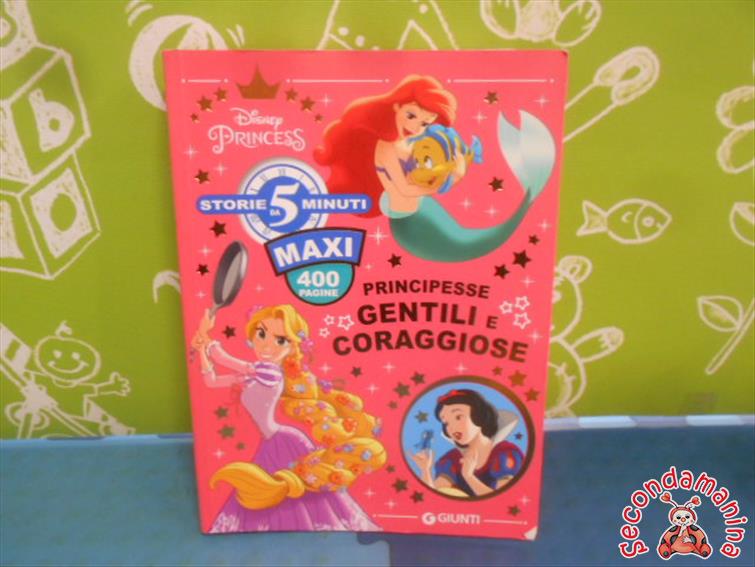 Disney
PRINCESS
STORIE DA 5 MINUTI
MAXI
400
PAGINE
PRINCIPESSE
GENTILI E
CORAGGIOSE
GIUNTI
secondamanina